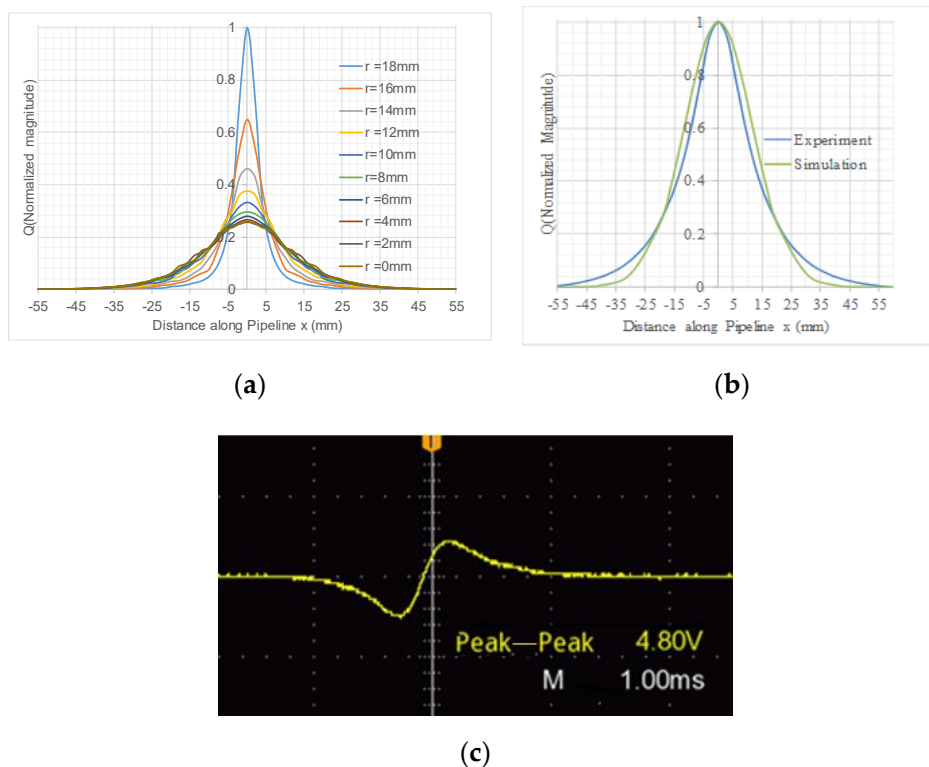 1
0.8
0.6
0.4
0.2
0
Q(Normalized magnitude)
r =18mm
r=16mm
r=14mm
r =12mm
r=10mm
r=8mm
r=6mm
r =4mm
r =2mm
r =0mm
-55 -45 -35 -25 -15 -5 5 15 25 35 45 55
Distance along Pipeline x (mm)
(a)
1
0.8
0.6
0.4
0.2
0
Q(Normalized Magnitude)
Experiment
Simulation
-55 -45 -35 -25 -15 -5 5 15 25 35 45 55
Distance along Pipeline x (mm)
(b)
Peak—Peak 4.80V
M 1.00ms
(c)